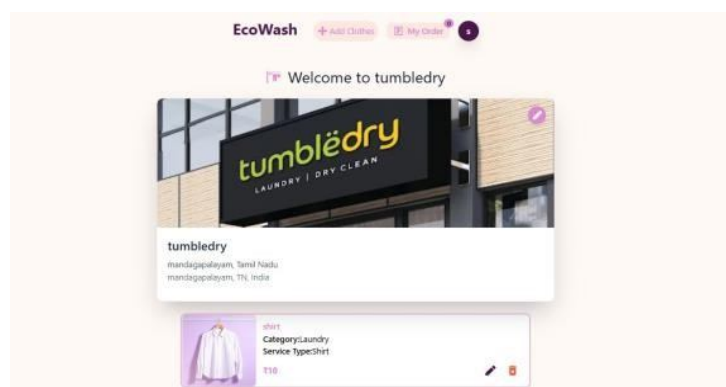 EcoWash
Add Clothes
My Order
0
s
Welcome to tumbledry
tumblëdry
LAUNDRY | DRY CLEAN
tumbledry
mandagapalayam, Tamil Nadu
mandagapalayam, TN, India
shirt
Category:Laundry
Service Type:Shirt
₹10